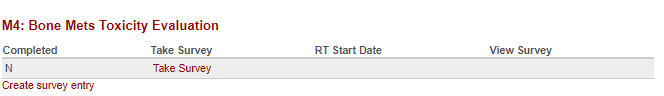 M4: Bone Mets Toxicity Evaluation
Completed Take Survey RT Start Date View Survey
N Take Survey
Create survey entry